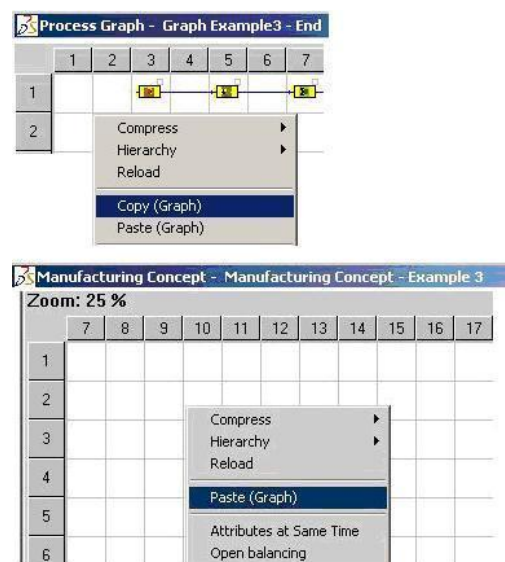 Process Graph - Graph Example3 - End
1 2 3 4 5 6 7
1
2
Compress
Hierarchy
Reload
Copy (Graph)
Paste (Graph)
Manufacturing Concept - Manufacturing Concept - Example 3
Zoom: 25 %
7 8 9 10 11 12 13 14 15 16 17
1
2
3
4
5
6
Compress
Hierarchy
Reload
Paste (Graph)
Attributes at Same Time
Open balancing